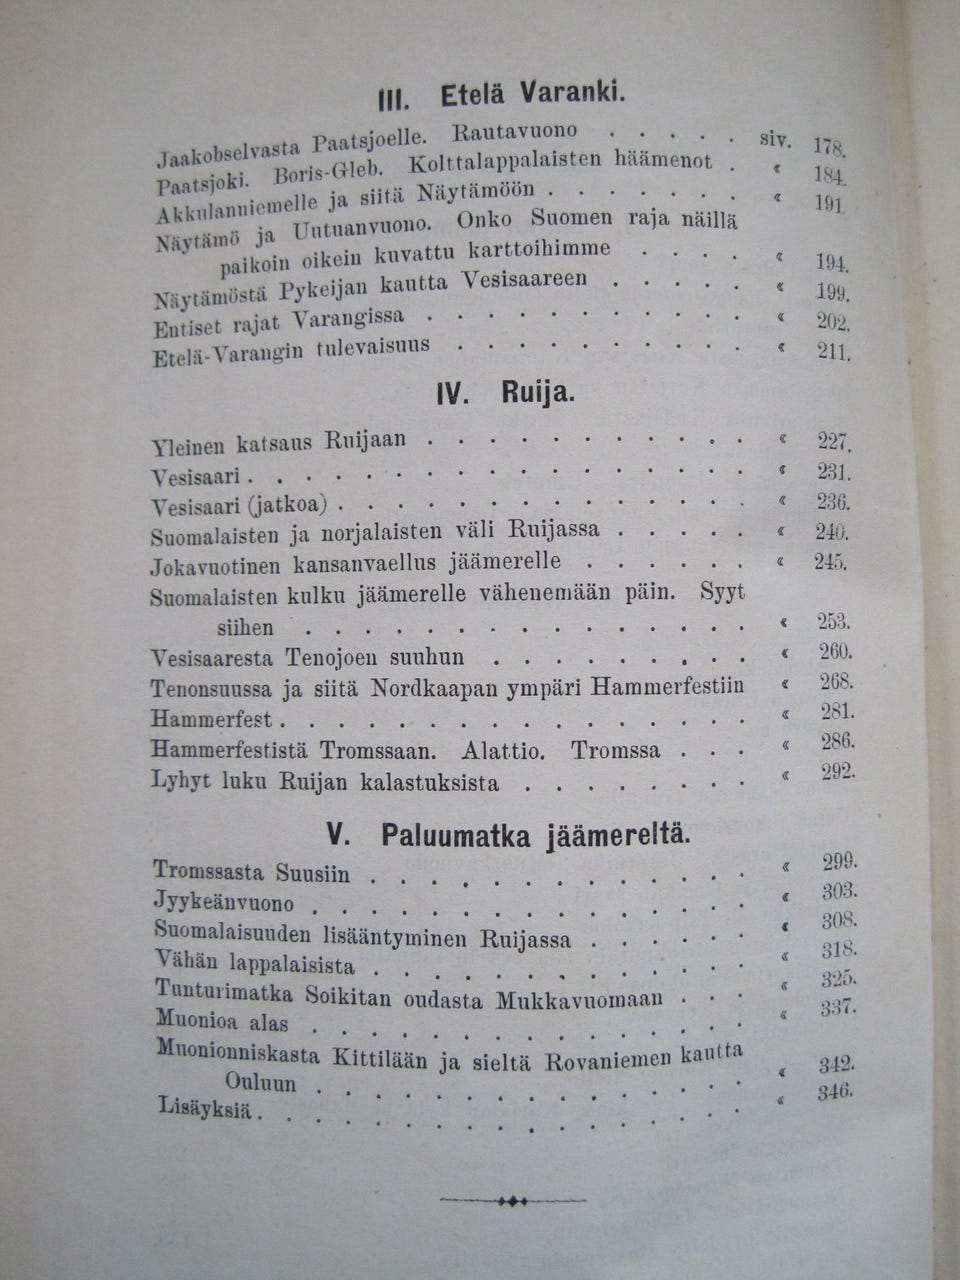 III. Etelä Varanki.
Jaakobselvasta Paatsjoelle. Rautavuono . . . . . siv. 178.
Paatsjoki. Boris-Gleb. Kolttalappalaisten häämenot . « 184.
Akkulanniemelle ja siitä Näytämöön . . . . . . . « 191.
Näytämö ja Uutuanvuono. Onko Suomen raja näillä
paikoin oikein kuvattu karttoihimme . . . . « 194.
Näytämöstä Pykeijan kautta Vesisaareen . . . . . « 199.
Entiset rajat Varangissa . . . . . . . . . . . « 202.
Etelä-Varangin tulevaisuus . . . . . . . . . . « 211.
IV. Ruija.
Yleinen katsaus Ruijaan . . . . . . . . . . . « 227.
Vesisaari . . . . . . . . . . . . . . . . . « 231.
Vesisaari (jatkoa) . . . . . . . . . . . . . . « 236.
Suomalaisten ja norjalaisten väli Ruijassa . . . . . « 240.
Jokavuotinen kansanvaellus jäämerelle . . . . . . « 245.
Suomalaisten kulku jäämerelle vähenemään päin. Syyt
siihen . . . . . . . . . . . . . . . « 253.
Vesisaaresta Tenojoen suuhun . . . . . . . . . « 260.
Tenonsuussa ja siitä Nordkaapan ympäri Hammerfestiin « 268.
Hammerfest . . . . . . . . . . . . . . . . « 281.
Hammerfestistä Tromssaan. Alattio. Tromssa . . . « 286.
Lyhyt luku Ruijan kalastuksista . . . . . . . . « 292.
V. Paluumatka jäämereltä.
Tromssasta Suusiin . . . . . . . . . . . . . « 299.
Jyykeänvuono . . . . . . . . . . . . . . . « 303.
Suomalaisuuden lisääntyminen Ruijassa . . . . . . « 308.
Vähän lappalaisista . . . . . . . . . . . . . « 318.
Tunturimatka Soikitan oudasta Mukkavuomaan . . . « 325.
Muonioa alas . . . . . . . . . . . . . . . « 337.
Muonionniskasta Kittilään ja sieltä Rovaniemen kautta
Ouluun . . . . . . . . . . . . . . . « 342.
Lisäyksiä . . . . . . . . . . . . . . . . . « 346.